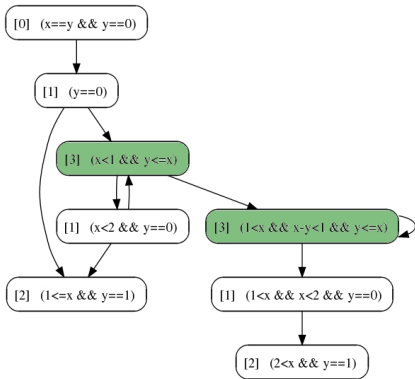 [0] (x==y && y==0)
[1] (y==0)
[3] (x<1 && y<=x)
[1] (x<2 && y==0)
[3] (1<x && x-y<1 && y<=x)
[2] (1<=x && y==1)
[1] (1<x && x<2 && y==0)
[2] (2<x && y==1)